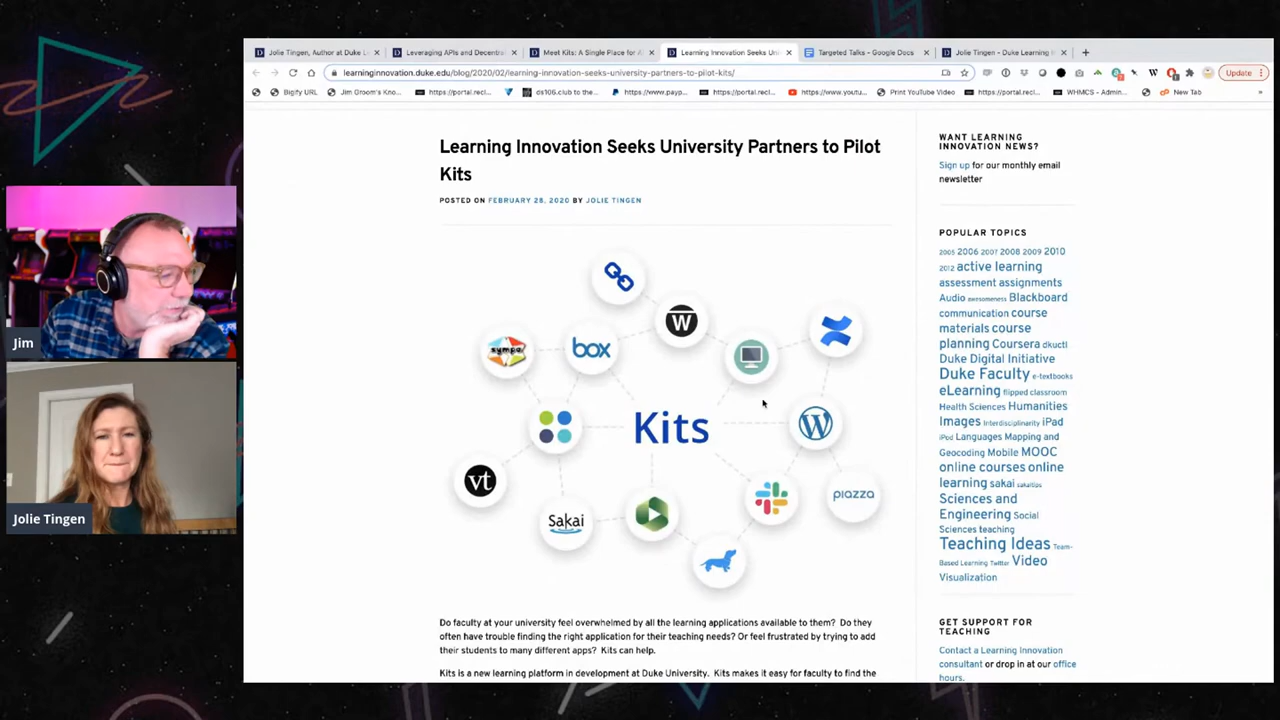 Jolie Tingen, Author at Duke L
Leveraging APIs and Decentra
Meet Kits: A Single Place for A
Learning Innovation Seeks Uni
Targeted Talks - Google Docs
Jolie Tingen - Duke Learning
learninginnovation.duke.edu/blog/2020/02/learning-innovation-seeks-university-partners-to-pilot-kits/
Update
Bigify URL
Jim Groom's Kno...
https://portal.recl...
ds106.club to the...
https://www.payp...
https://portal.recl...
https://www.youtu...
Print YouTube Video
https://portal.recl...
WHMCS - Admin...
New Tab
Learning Innovation Seeks University Partners to Pilot
Kits
POSTED ON FEBRUARY 28, 2020 BY JOLIE TINGEN
sympa
box
W
Kits
vt
Sakai
piazza
Do faculty at your university feel overwhelmed by all the learning applications available to them? Do they
often have trouble finding the right application for their teaching needs? Or feel frustrated by trying to add
their students to many different apps? Kits can help.
Kits is a new learning platform in development at Duke University. Kits makes it easy for faculty to find the
WANT LEARNING
INNOVATION NEWS?
Sign up for our monthly email
newsletter
POPULAR TOPICS
2005 2006 2007 2008 2009 2010
2012 active learning
assessment assignments
Audio awesomeness Blackboard
communication course
materials course
planning Coursera dkuctl
Duke Digital Initiative
Duke Faculty e-textbooks
eLearning flipped classroom
Health Sciences Humanities
Images Interdisciplinarity iPad
iPod Languages Mapping and
Geocoding Mobile MOOC
online courses online
learning sakai sakaitips
Sciences and
Engineering Social
Sciences teaching
Teaching Ideas Team-
Based Learning Twitter Video
Visualization
GET SUPPORT FOR
TEACHING
Contact a Learning Innovation
consultant or drop in at our office
hours.
Jim
Jolie Tingen